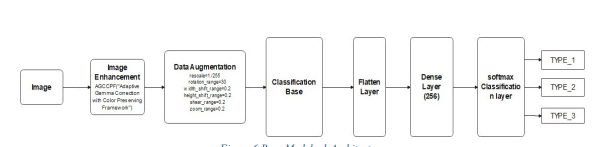 Image
Image
Enhancement
AGCCPF("Adaptive
Gamma Correction
with Color Preserving
Framework")
Data Augmentation
rescale=1./255
rotation_range=30
width_shift_range=0.2
height_shift_range=0.2
shear_range=0.2
zoom_range=0.2
Classification
Base
Flatten
Layer
Dense
Layer
(256)
softmax
Classificatio
n layer
TYPE_1
TYPE_2
TYPE_3